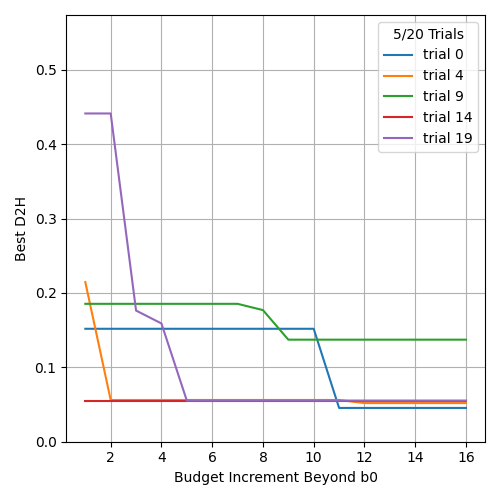 5/20 Trials
trial 0
trial 4
trial 9
trial 14
trial 19
Best D2H
0.5
0.4
0.3
0.2
0.1
0.0
2 4 6 8 10 12 14 16
Budget Increment Beyond b0